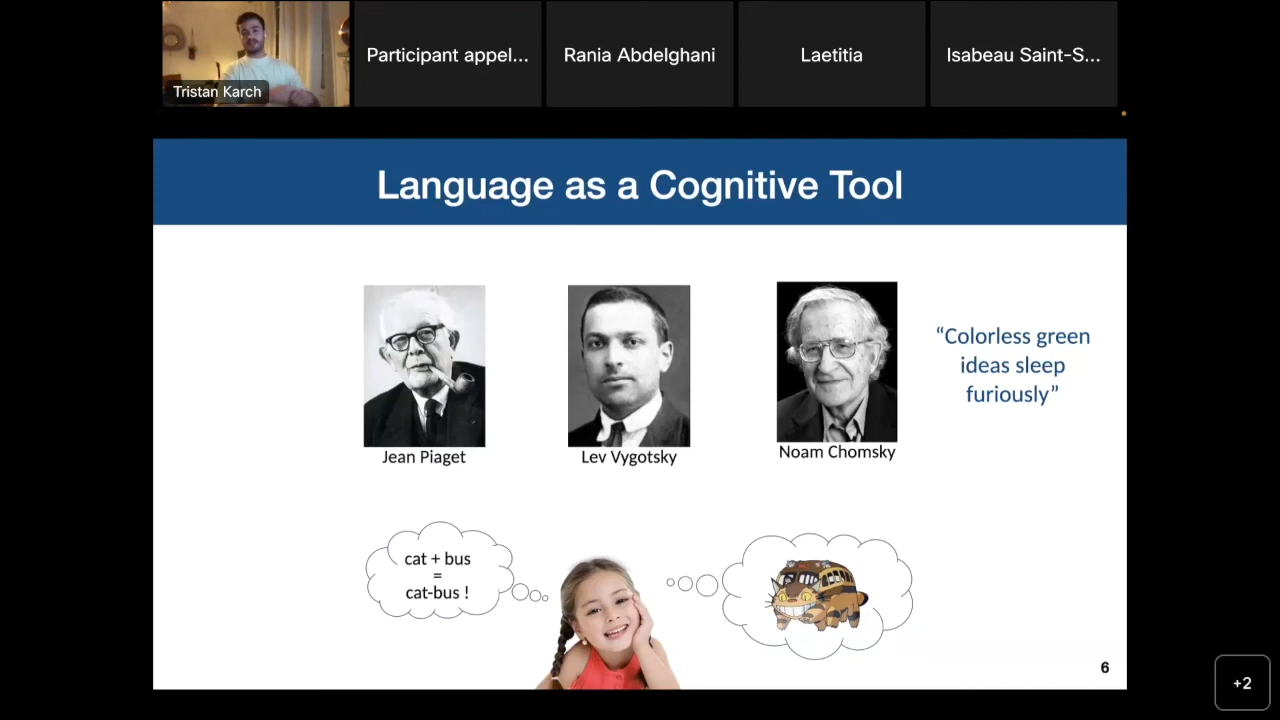 Participant appel...
Rania Abdelghani
Laetitia
Isabeau Saint-S...
Tristan Karch
Language as a Cognitive Tool
“Colorless green
ideas sleep
furiously”
Jean Piaget
Lev Vygotsky
Noam Chomsky
cat + bus
=
cat-bus !
6
+2